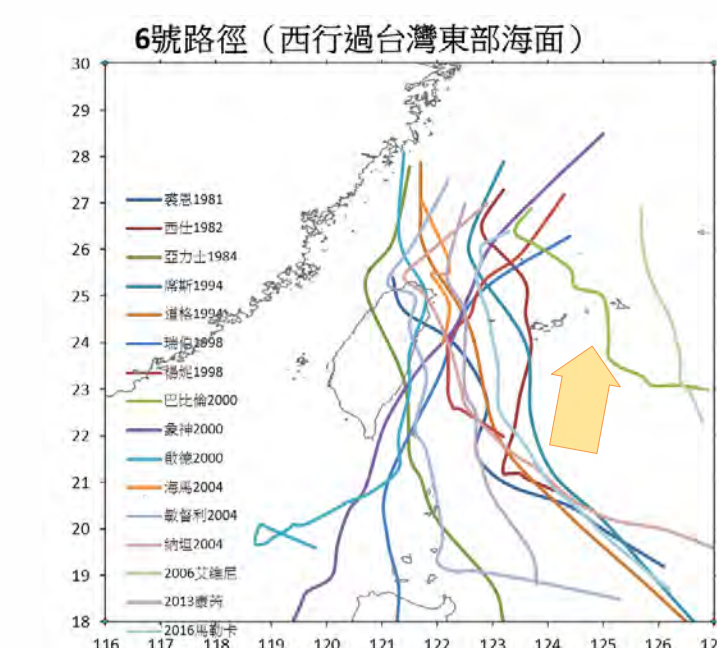 6號路徑（西行過台灣東部海面）
30
29
28
27
26
25
24
23
22
21
20
19
18
裘恩1981
西仕1982
亞力士1984
席斯1994
道格1994
瑞伯1998
楊妮1998
巴比倫2000
象神2000
啟德2000
海馬2004
敏督利2004
納坦2004
2006艾維尼
2013康芮
2016馬勒卡
116 117 118 119 120 121 122 123 124 125 126